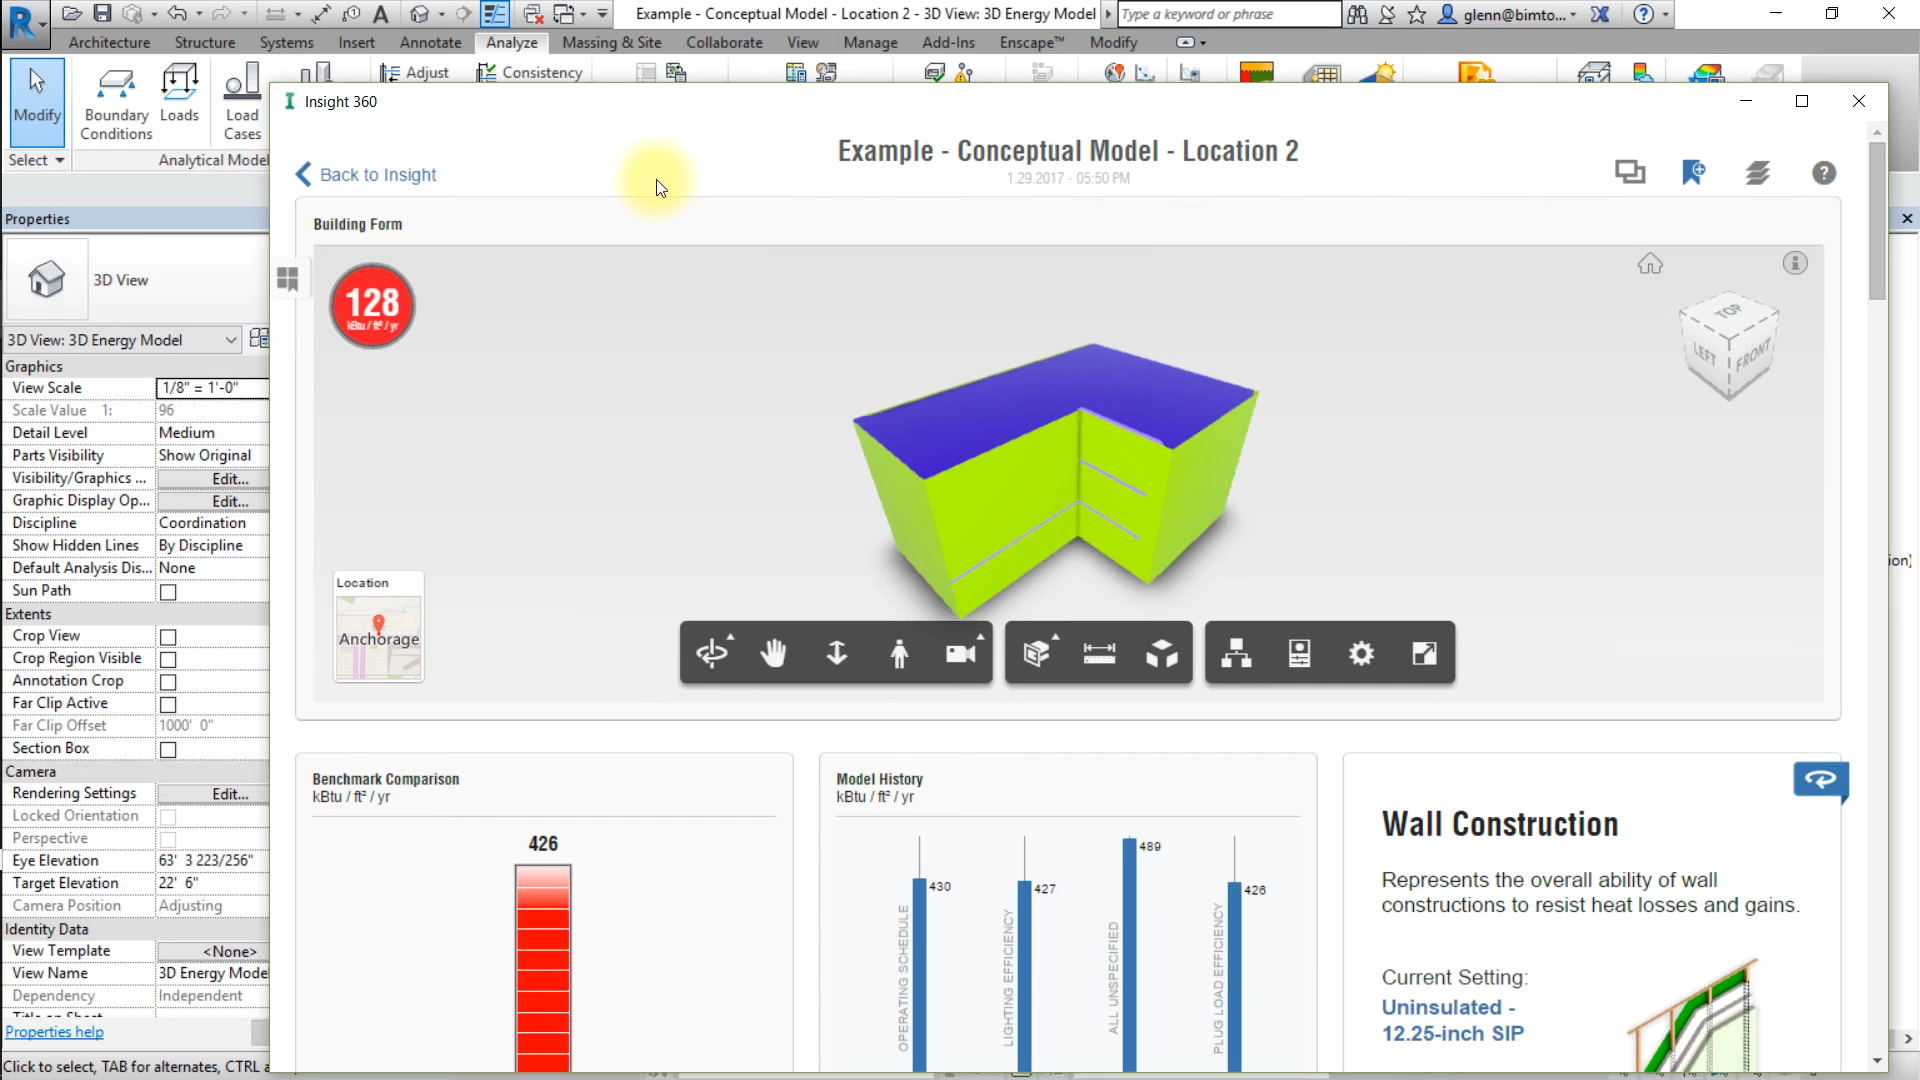 Example - Conceptual Model - Location 2 - 3D View: 3D Energy Model
Type a keyword or phrase
glenn@bimto...
Architecture Structure Systems Insert Annotate Analyze Massing & Site Collaborate View Manage Add-Ins Enscape™ Modify
Modify
Boundary Conditions
Loads
Load Cases
Adjust
Consistency
Select
Analytical Model
Properties
3D View
3D View: 3D Energy Model
Graphics
View Scale 1/8" = 1'-0"
Scale Value 1: 96
Detail Level Medium
Parts Visibility Show Original
Visibility/Graphics ... Edit...
Graphic Display Op... Edit...
Discipline Coordination
Show Hidden Lines By Discipline
Default Analysis Dis... None
Sun Path
Extents
Crop View
Crop Region Visible
Annotation Crop
Far Clip Active
Far Clip Offset 1000' 0"
Section Box
Camera
Rendering Settings Edit...
Locked Orientation
Perspective
Eye Elevation 63' 3 223/256"
Target Elevation 22' 6"
Camera Position Adjusting
Identity Data
View Template <None>
View Name 3D Energy Mode
Dependency Independent
Properties help
Click to select, TAB for alternates, CTRL a
Insight 360
Back to Insight
Example - Conceptual Model - Location 2
1.29.2017 - 05:50 PM
Building Form
128
kBtu / ft² / yr
TOP
LEFT
FRONT
Location
Anchorage
Benchmark Comparison
kBtu / ft² / yr
426
Model History
kBtu / ft² / yr
430
OPERATING SCHEDULE
427
LIGHTING EFFICIENCY
489
ALL UNSPECIFIED
426
PLUG LOAD EFFICIENCY
Wall Construction
Represents the overall ability of wall
constructions to resist heat losses and gains.
Current Setting:
Uninsulated -
12.25-inch SIP
ion)